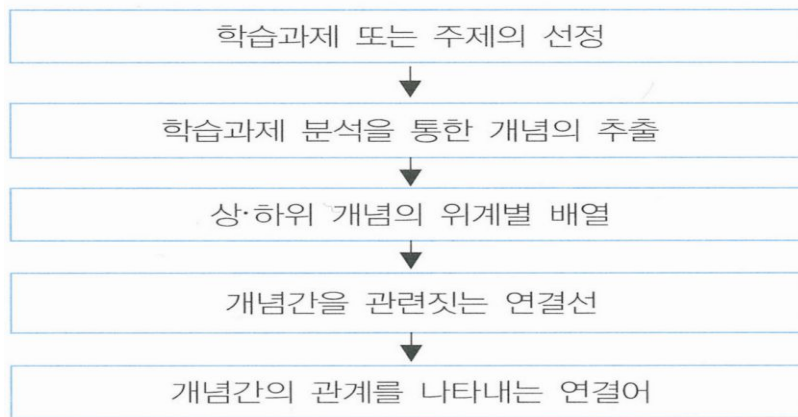 학습과제 또는 주제의 선정
학습과제 분석을 통한 개념의 추출
상·하위 개념의 위계별 배열
개념간을 관련짓는 연결선
개념간의 관계를 나타내는 연결어